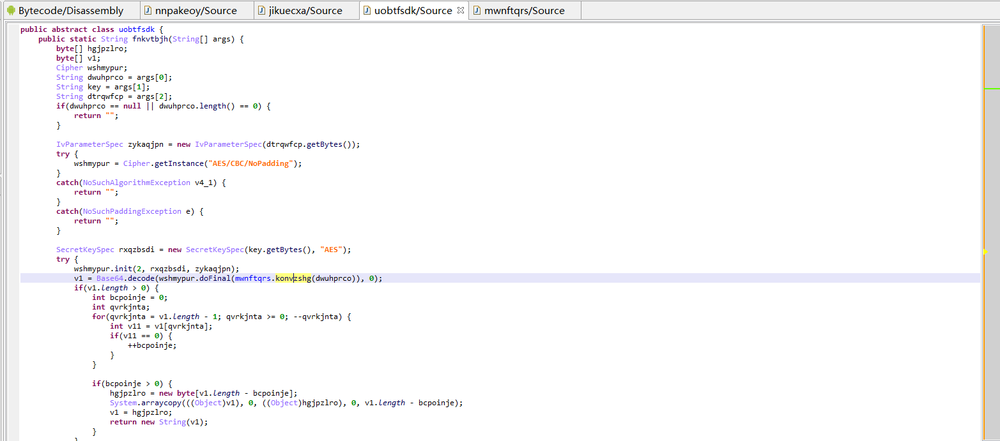 Bytecode/Disassembly nnpakeoy/Source jikuecxa/Source uobtfsdk/Source mwnftqrs/Source
public abstract class uobtfsdk {
    public static String fnkvtbjh(String[] args) {
        byte[] hgjpzlro;
        byte[] v1;
        Cipher wshmypur;
        String dwuhprco = args[0];
        String key = args[1];
        String dtrqwfcp = args[2];
        if(dwuhprco == null || dwuhprco.length() == 0) {
            return "";
        }

        IvParameterSpec zykaqjpn = new IvParameterSpec(dtrqwfcp.getBytes());
        try {
            wshmypur = Cipher.getInstance("AES/CBC/NoPadding");
        }
        catch(NoSuchAlgorithmException v4_1) {
            return "";
        }
        catch(NoSuchPaddingException e) {
            return "";
        }

        SecretKeySpec rxqzbsdi = new SecretKeySpec(key.getBytes(), "AES");
        try {
            wshmypur.init(2, rxqzbsdi, zykaqjpn);
            v1 = Base64.decode(wshmypur.doFinal(mwnftqrs.konvzshg(dwuhprco)), 0);
            if(v1.length > 0) {
                int bcpoinje = 0;
                int qvrkjnta;
                for(qvrkjnta = v1.length - 1; qvrkjnta >= 0; --qvrkjnta) {
                    int v11 = v1[qvrkjnta];
                    if(v11 == 0) {
                        ++bcpoinje;
                    }
                }

                if(bcpoinje > 0) {
                    hgjpzlro = new byte[v1.length - bcpoinje];
                    System.arraycopy(((Object)v1), 0, ((Object)hgjpzlro), 0, v1.length - bcpoinje);
                    v1 = hgjpzlro;
                    return new String(v1);
                }
            }